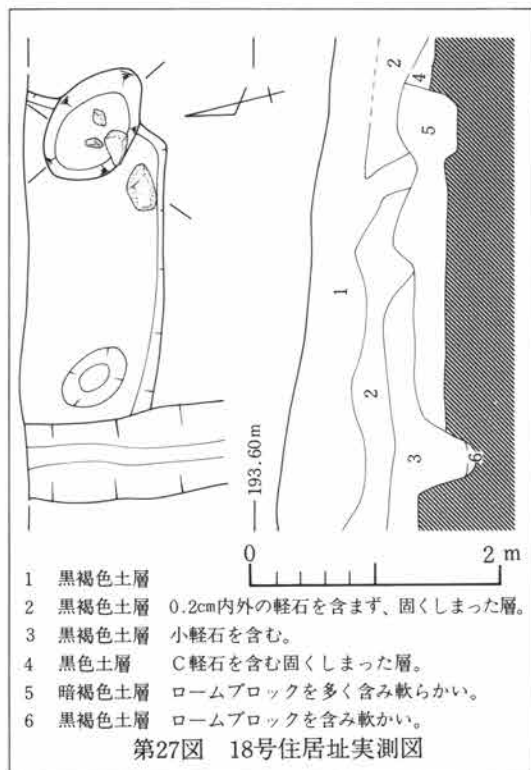 2
4
5
1
2
3
6
193.60m
0 2 m
1 黒褐色土層
2 黒褐色土層 0.2cm内外の軽石を含まず、固くしまった層。
3 黒褐色土層 小軽石を含む。
4 黒色土層 C軽石を含む固くしまった層。
5 暗褐色土層 ロームブロックを多く含み軟らかい。
6 黒褐色土層 ロームブロックを含み軟かい。
第27図 18号住居址実測図